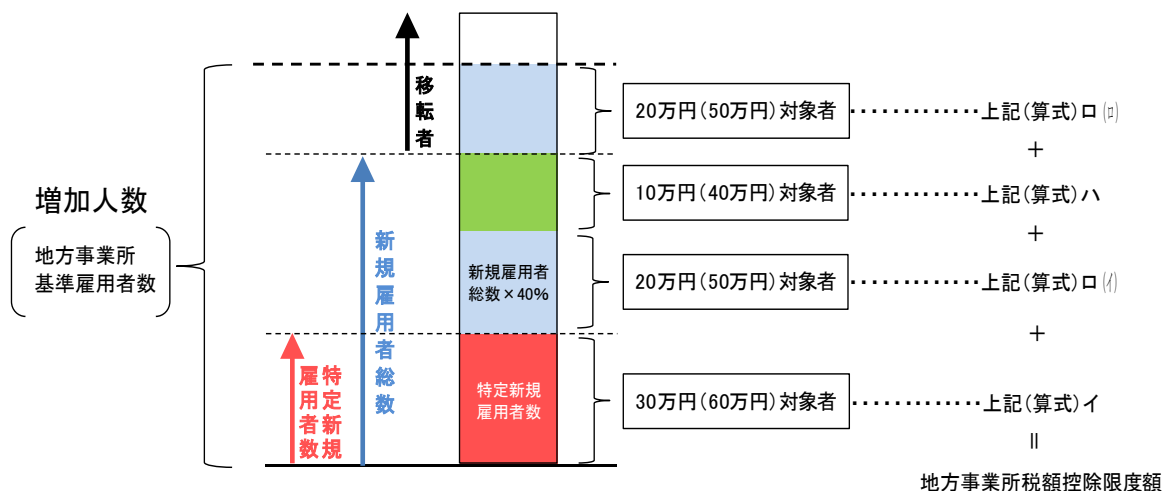 移転者
20万円(50万円)対象者 ・・・・・・・・・・・・・ 上記(算式)ロ(ロ)
＋
10万円(40万円)対象者 ・・・・・・・・・・・・・ 上記(算式)ハ
＋
増加人数
地方事業所
基準雇用者数
新規雇用者総数
新規雇用者
総数×40%
20万円(50万円)対象者 ・・・・・・・・・・・・・ 上記(算式)ロ(イ)
＋
特定新規
雇用者数
特定新規
雇用者数
30万円(60万円)対象者 ・・・・・・・・・・・・・ 上記(算式)イ
＝
地方事業所税額控除限度額